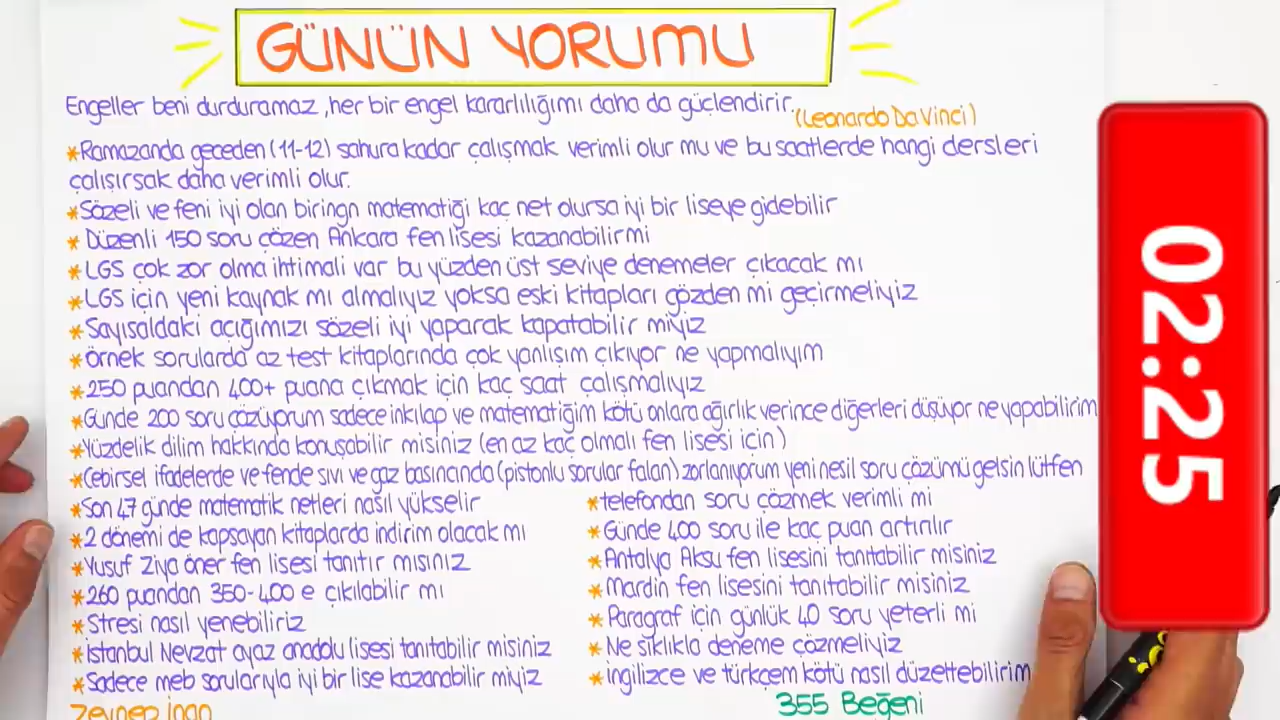 GÜNÜN YORUMU
Engeller beni durduramaz, her bir engel kararlılığımı daha da güçlendirir. (Leonardo Da Vinci)
*Ramazanda geceden (11-12) sahura kadar çalışmak verimli olur mu ve bu saatlerde hangi dersleri
çalışırsak daha verimli olur.
*Sözeli ve feni iyi olan biringn matematiği kaç net olursa iyi bir liseye gidebilir
* Düzenli 150 soru çözen Ankara fen lisesi kazanabilir mi
*LGS çok zor olma ihtimali var bu yüzden üst seviye denemeler çıkacak mı
*LGS için yeni kaynak mı almalıyız yoksa eski kitapları gözden mi geçirmeliyiz
*Sayısaldaki açığımızı sözeli iyi yaparak kapatabilir miyiz
*örnek sorularda az test kitaplarında çok yanlışım çıkıyor ne yapmalıyım
*250 puandan 400+ puana çıkmak için kaç saat çalışmalıyız
*Günde 200 soru çözüyorum sadece inkılap ve matematiğim kötü onlara ağırlık verince diğerleri düşüyor ne yapabilirim
*Yüzdelik dilim hakkında konuşabilir misiniz (en az kaç olmalı fen lisesi için)
*Cebirsel ifadelerde ve fende sıvı ve gaz basıncında (pistonlu sorular falan) zorlanıyorum yeni nesil soru çözümü gelsin lütfen
*Son 47 günde matematik netleri nasıl yükselir
*2 dönemi de kapsayan kitaplarda indirim olacak mı
*Yusuf Ziya öner fen lisesi tanıtır mısınız
*260 puandan 350-400 e çıkılabilir mi
*Stresi nasıl yenebiliriz
*İstanbul Nevzat ayaz anadolu lisesi tanıtabilir misiniz
*Sadece meb sorularıyla iyi bir lise kazanabilir miyiz
Zeynep İnan
*telefondan soru çözmek verimli mi
*Günde 400 soru ile kaç puan artırılır
*Antalya Aksu fen lisesini tanıtabilir misiniz
*Mardin fen lisesini tanıtabilir misiniz
*Paragraf için günlük 40 soru yeterli mi
*Ne sıklıkla deneme çözmeliyiz
*ingilizce ve türkçem kötü nasıl düzeltebilirim
355 Beğeni
02:25